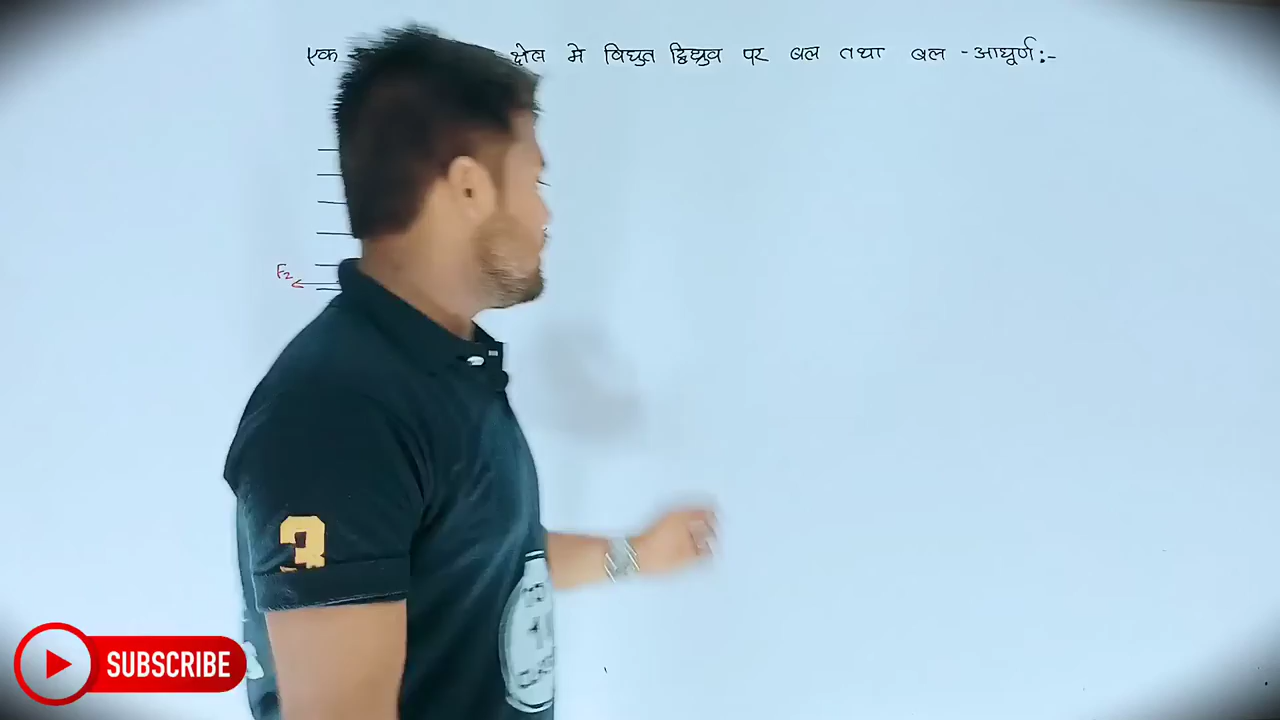 एक क्षेत्र मे विद्युत द्विध्रुव पर बल तथा बल - आघूर्ण :-
F2
3
SUBSCRIBE